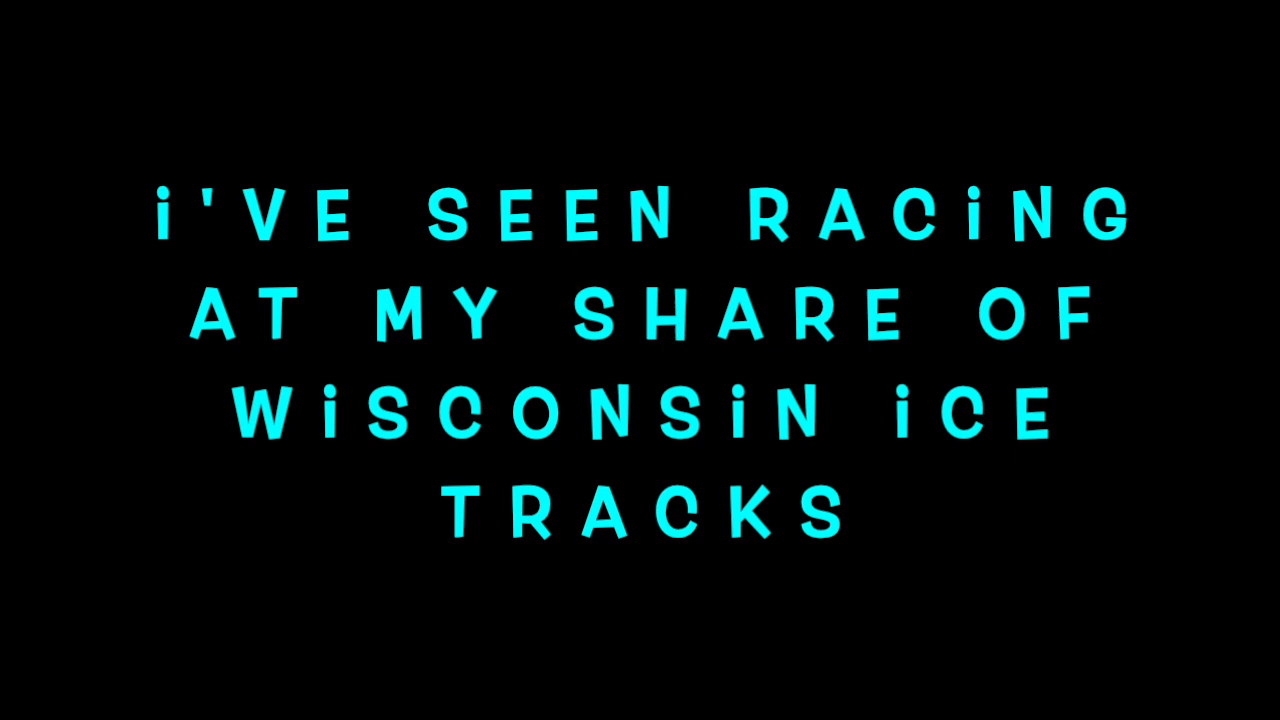 i'VE SEEN RACiNG
AT MY SHARE OF
WiSCONSiN iCE
TRACKS